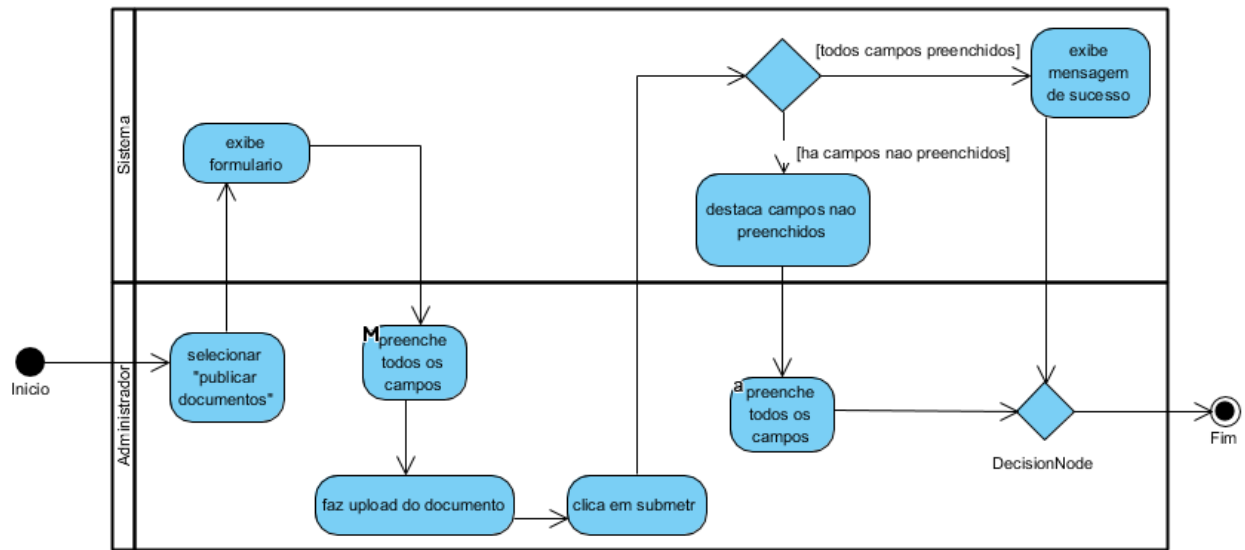 Sistema
Administrador
Inicio
selecionar
"publicar
documentos"
exibe
formulario
M
preenche
todos os
campos
faz upload do documento
clica em submetr
[todos campos preenchidos]
[ha campos nao preenchidos]
exibe
mensagem
de sucesso
destaca campos nao
preenchidos
a
preenche
todos os
campos
DecisionNode
Fim